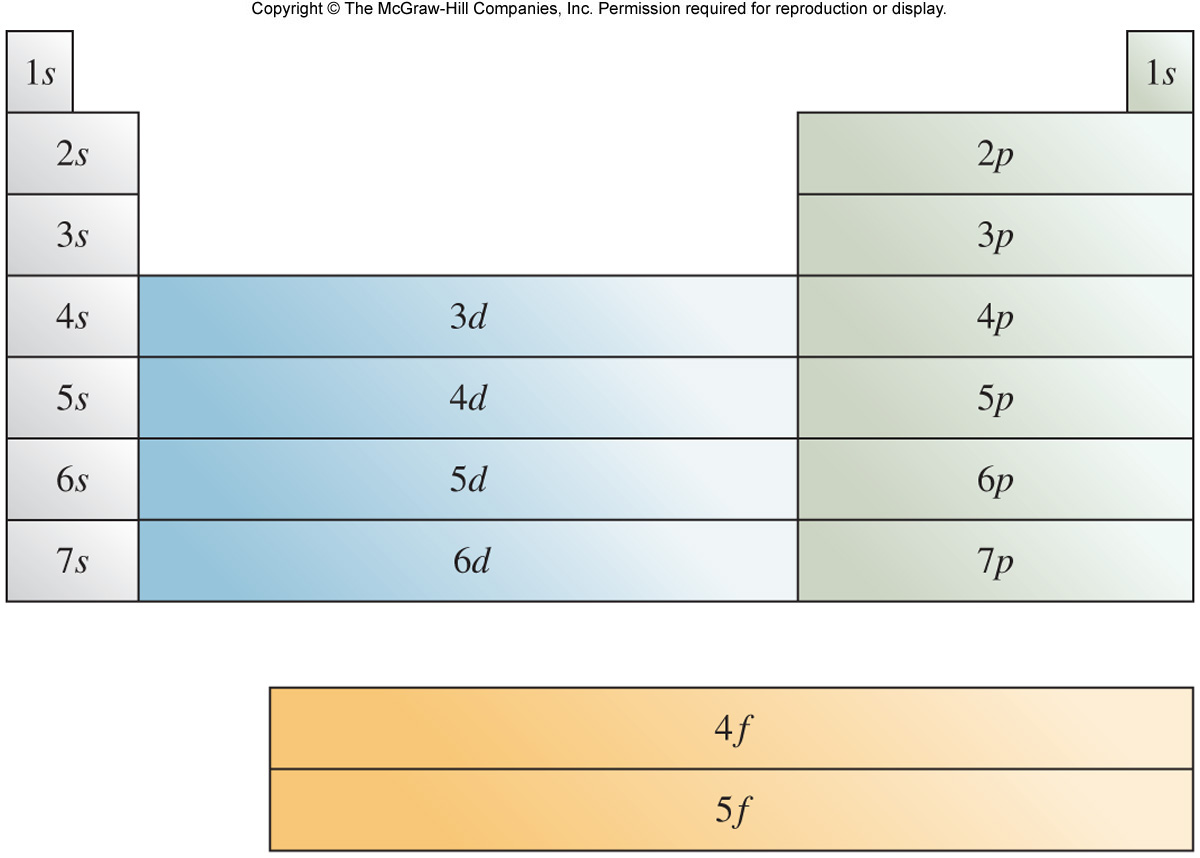 Copyright © The McGraw-Hill Companies, Inc. Permission required for reproduction or display.
1s 1s
2s 2p
3s 3p
4s 3d 4p
5s 4d 5p
6s 5d 6p
7s 6d 7p
4f
5f